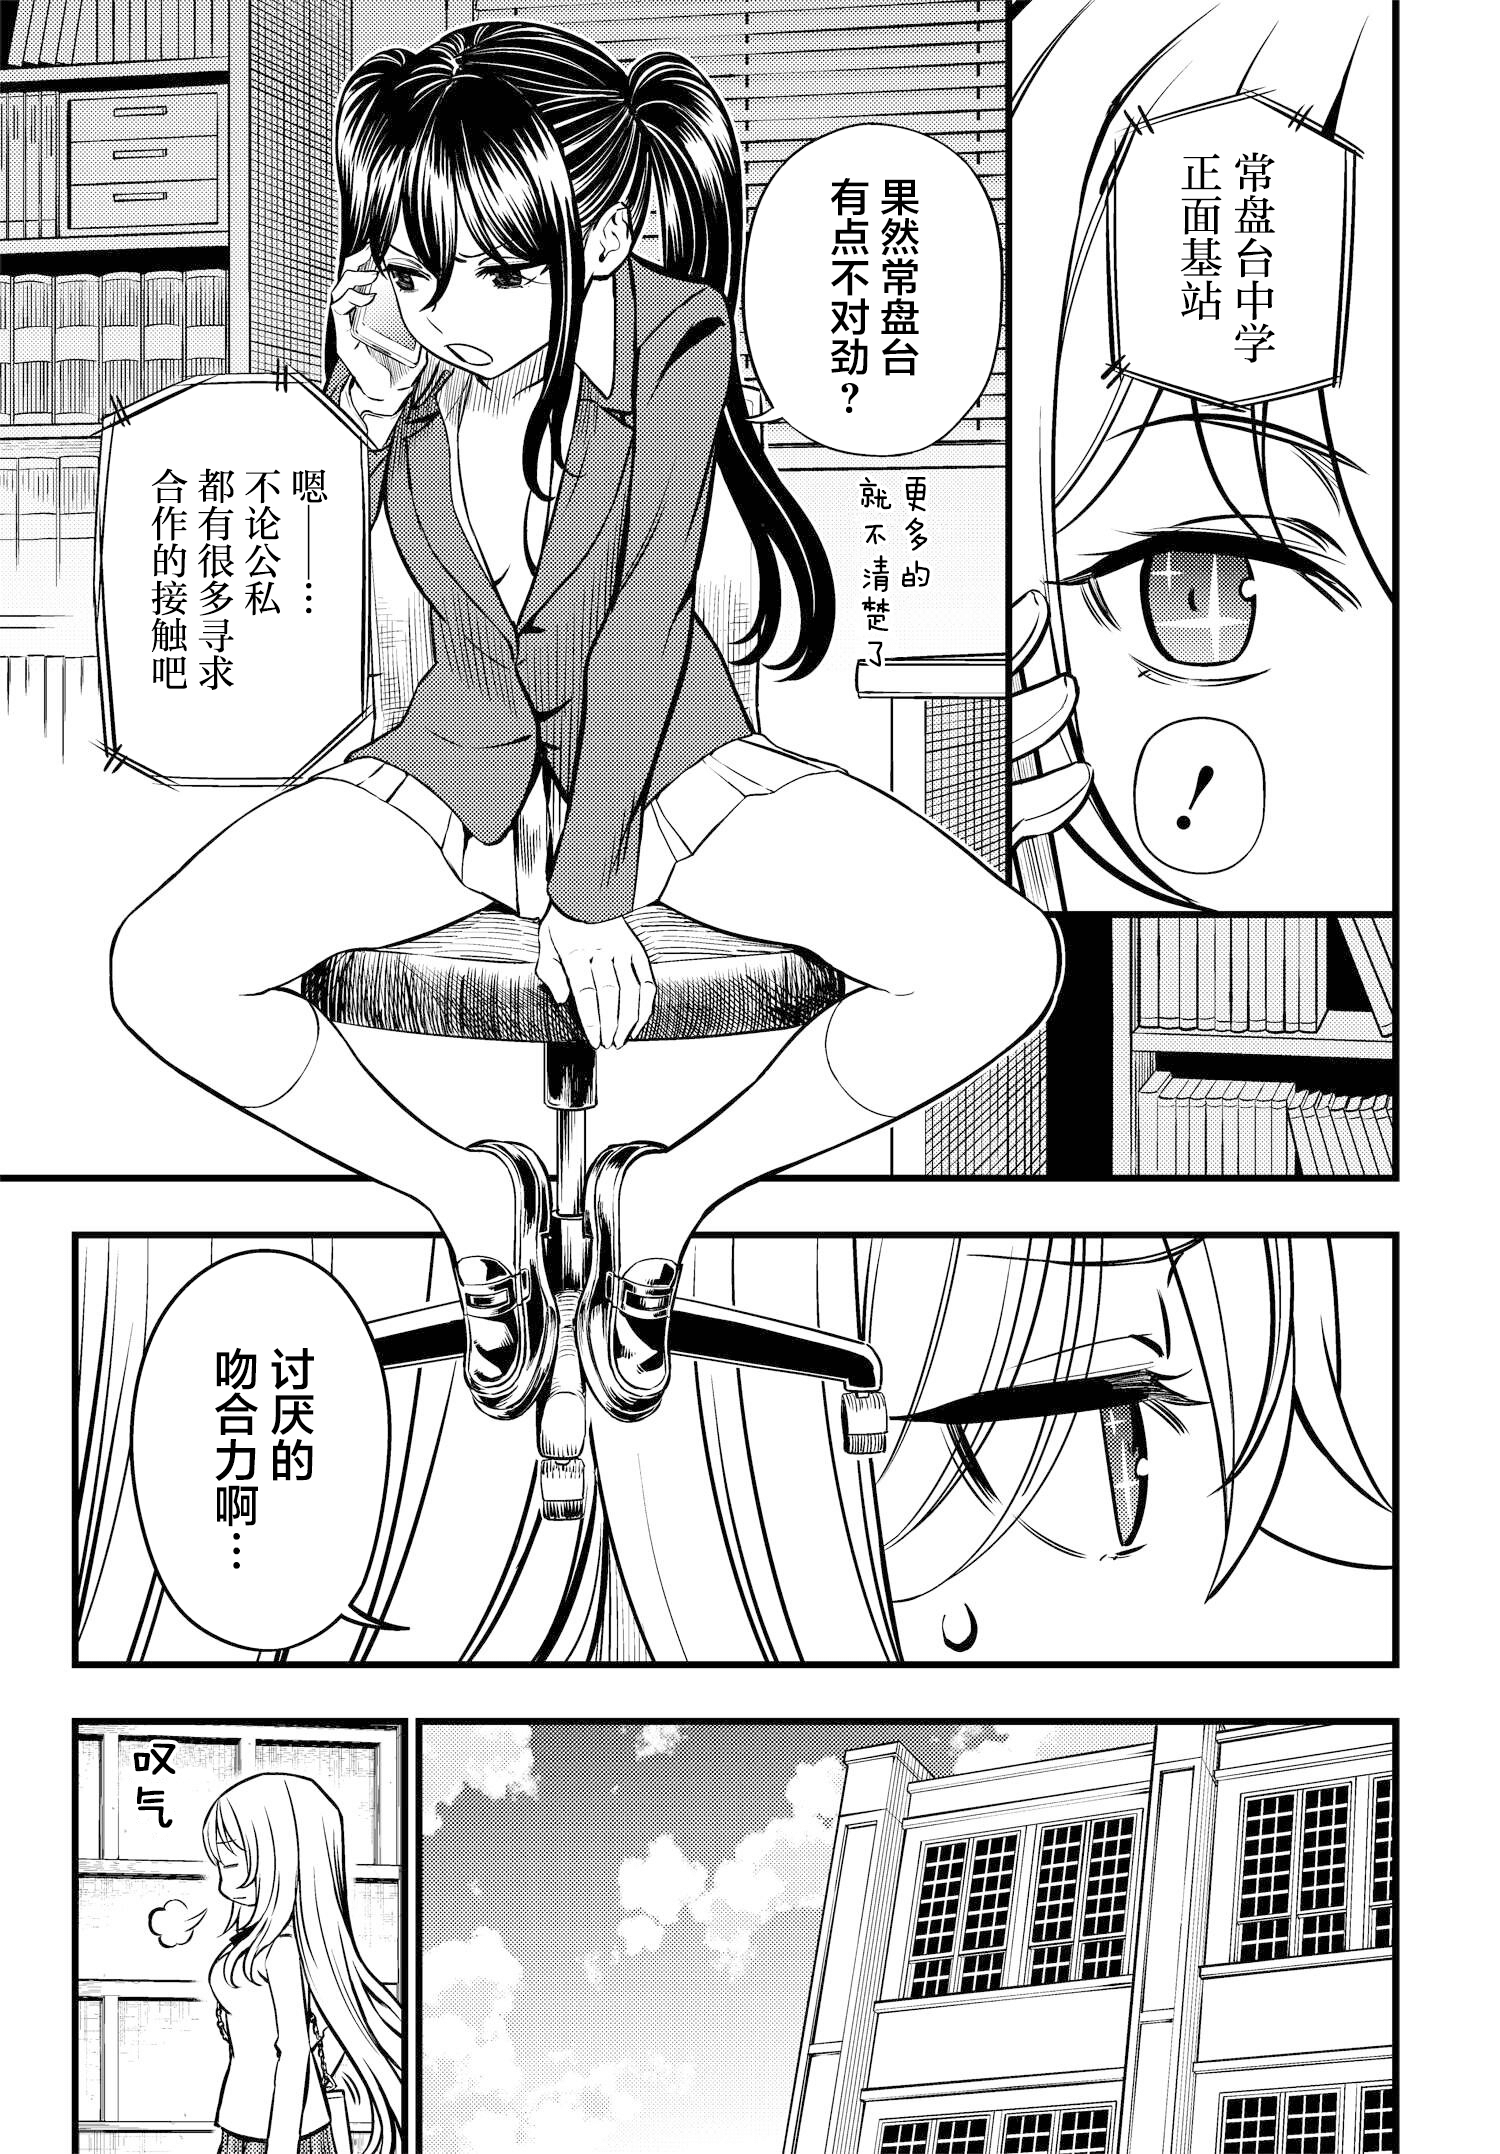 常盘台中学
正面基站
！
果然常盘台
有点不对劲？
更多的
就不清楚了
嗯——…
不论公私
都有很多寻求
合作的接触吧
讨厌的
吻合力啊…
叹气